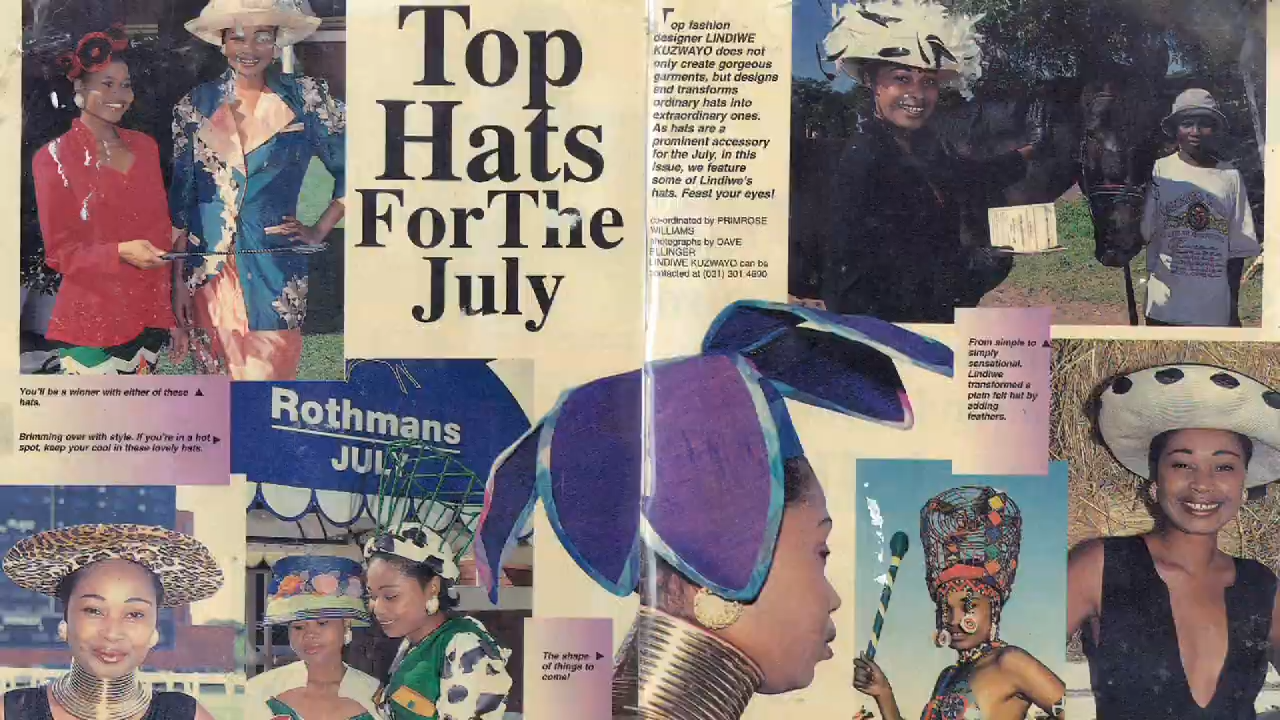 Top
Hats
ForThe
July
Top fashion
designer LINDIWE
KUZWAYO does not
only create gorgeous
garments, but designs
and transforms
ordinary hats into
extraordinary ones.
As hats are a
prominent accessory
for the July, in this
issue, we feature
some of Lindiwe's
hats. Feast your eyes!
co-ordinated by PRIMROSE
WILLIAMS
photographs by DAVE
ELLINGER
LINDIWE KUZWAYO can be
contacted at (031) 301 4690
You'll be a winner with either of these
hats.
Brimming over with style. If you're in a hot
spot, keep your cool in these lovely hats.
Rothmans
JULY
From simple to
simply
sensational.
Lindiwe
transformed a
plain felt hat by
adding
feathers.
The shape
of things to
come!